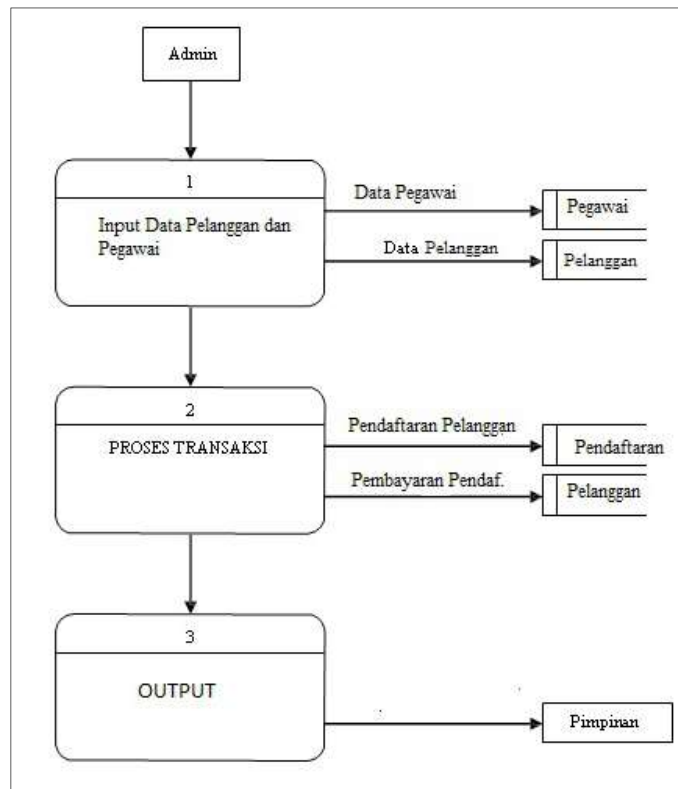 Admin
1
Input Data Pelanggan dan
Pegawai
Data Pegawai
Pegawai
Data Pelanggan
Pelanggan
2
PROSES TRANSAKSI
Pendaftaran Pelanggan
Pendaftaran
Pembayaran Pendaf.
Pelanggan
3
OUTPUT
Pimpinan